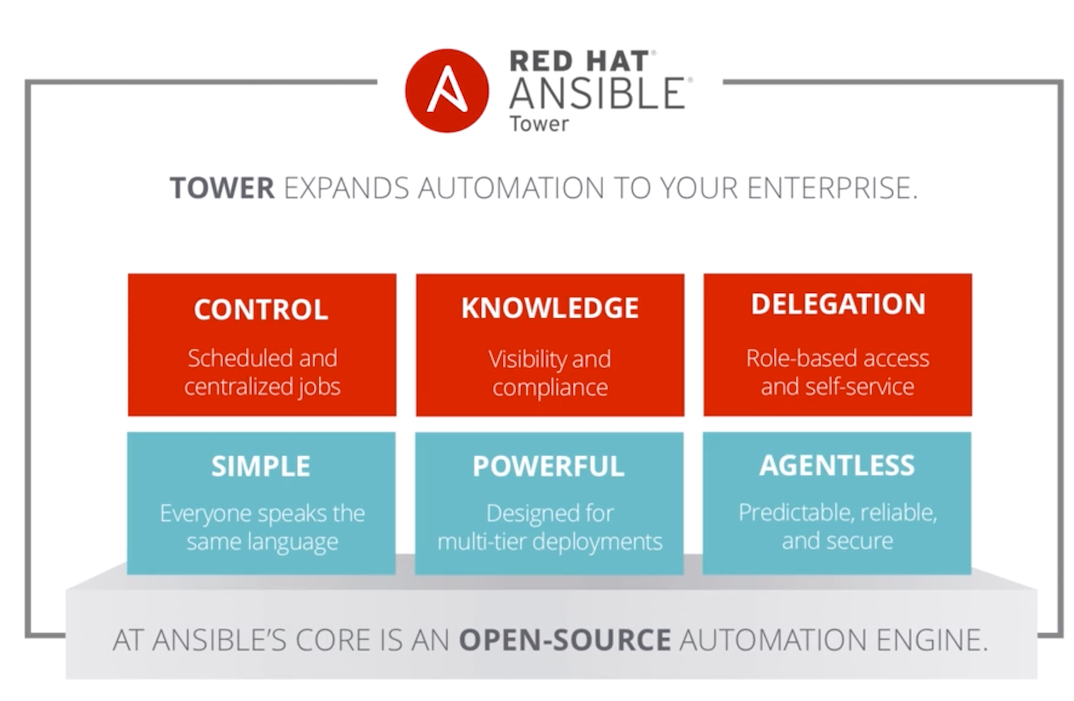 RED HAT®
ANSIBLE®
Tower
TOWER EXPANDS AUTOMATION TO YOUR ENTERPRISE.
CONTROL
Scheduled and
centralized jobs
KNOWLEDGE
Visibility and
compliance
DELEGATION
Role-based access
and self-service
SIMPLE
Everyone speaks the
same language
POWERFUL
Designed for
multi-tier deployments
AGENTLESS
Predictable, reliable,
and secure
AT ANSIBLE’S CORE IS AN OPEN-SOURCE AUTOMATION ENGINE.